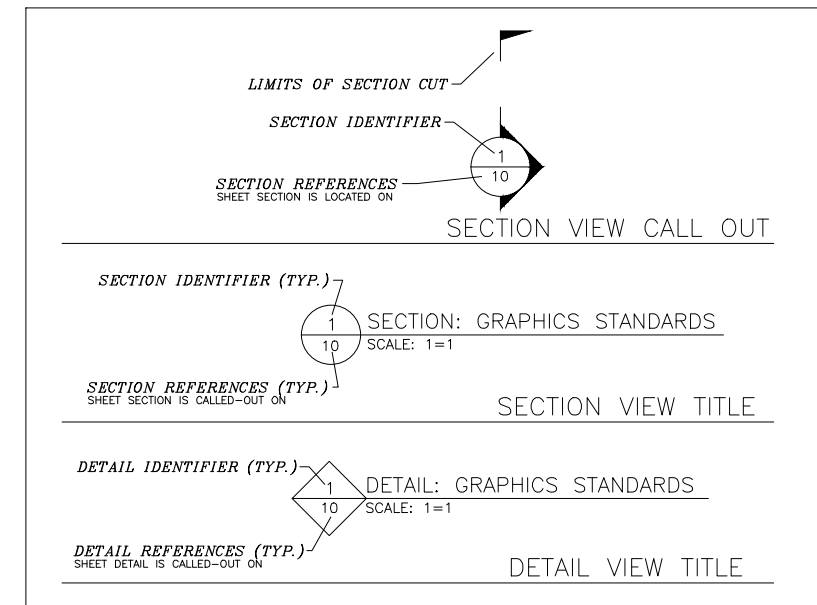 LIMITS OF SECTION CUT
SECTION IDENTIFIER
1
10
SECTION REFERENCES
SHEET SECTION IS LOCATED ON
SECTION VIEW CALL OUT
SECTION IDENTIFIER (TYP.)
1
SECTION: GRAPHICS STANDARDS
10
SCALE: 1=1
SECTION REFERENCES (TYP.)
SHEET SECTION IS CALLED-OUT ON
SECTION VIEW TITLE
DETAIL IDENTIFIER (TYP.)
1
DETAIL: GRAPHICS STANDARDS
10
SCALE: 1=1
DETAIL REFERENCES (TYP.)
SHEET DETAIL IS CALLED-OUT ON
DETAIL VIEW TITLE